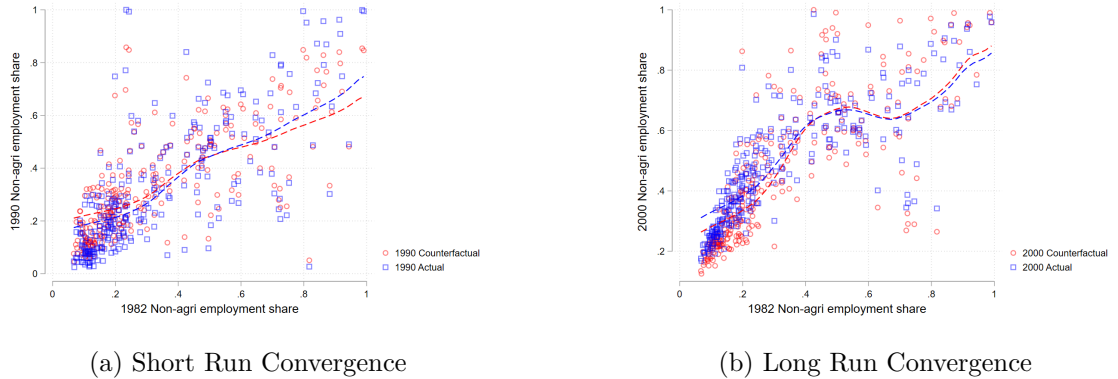 1990 Non-agri employment share
1
.8
.6
.4
.2
0
0
.2
.4
.6
.8
1
1982 Non-agri employment share
1990 Counterfactual
1990 Actual
(a) Short Run Convergence
2000 Non-agri employment share
1
.8
.6
.4
.2
0
.2
.4
.6
.8
1
1982 Non-agri employment share
2000 Counterfactual
2000 Actual
(b) Long Run Convergence